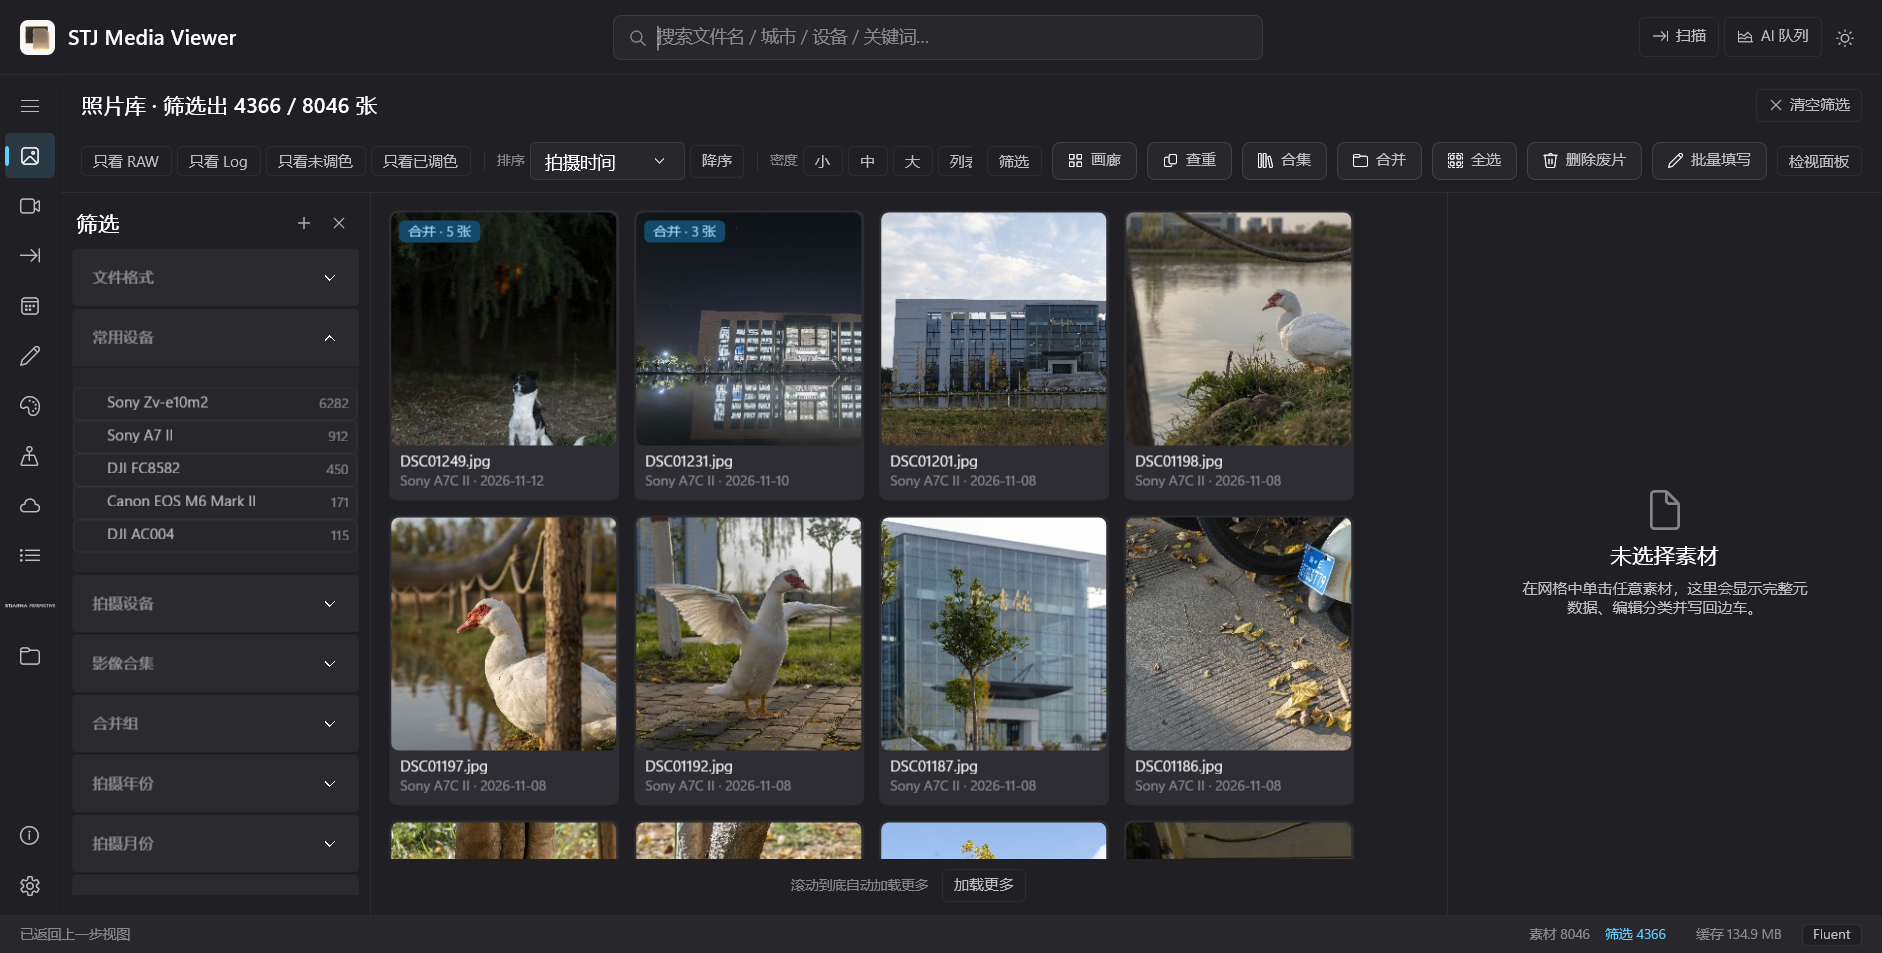 STJ Media Viewer
搜索文件名 / 城市 / 设备 / 关键词...
扫描
AI 队列
照片库 · 筛选出 4366 / 8046 张
清空筛选
只看 RAW
只看 Log
只看未调色
只看已调色
排序
拍摄时间
降序
密度
小
中
大
列表
筛选
画廊
查重
合集
合并
全选
删除废片
批量填写
检视面板
筛选
文件格式
常用设备
Sony Zv-e10m2 6282
Sony A7 II 912
DJI FC8582 450
Canon EOS M6 Mark II 171
DJI AC004 115
拍摄设备
影像合集
合并组
拍摄年份
拍摄月份
合并 · 5 张
DSC01249.jpg
Sony A7C II · 2026-11-12
合并 · 3 张
DSC01231.jpg
Sony A7C II · 2026-11-10
DSC01201.jpg
Sony A7C II · 2026-11-08
DSC01198.jpg
Sony A7C II · 2026-11-08
DSC01197.jpg
Sony A7C II · 2026-11-08
DSC01192.jpg
Sony A7C II · 2026-11-08
DSC01187.jpg
Sony A7C II · 2026-11-08
DSC01186.jpg
Sony A7C II · 2026-11-08
滚动到底自动加载更多
加载更多
未选择素材
在网格中单击任意素材，这里会显示完整元
数据、编辑分类并写回边车。
已返回上一步视图
素材 8046
筛选 4366
缓存 134.9 MB
Fluent